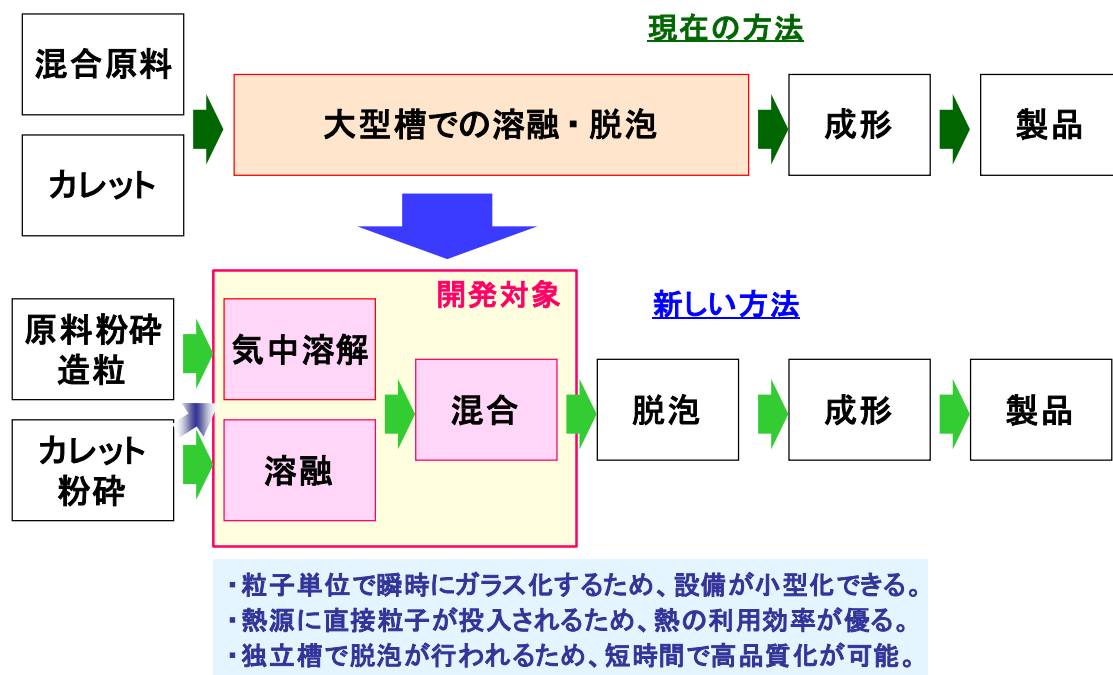 現在の方法
混合原料
カレット
大型槽での溶融・脱泡
成形
製品
開発対象
新しい方法
原料粉砕
造粒
カレット
粉砕
気中溶解
溶融
混合
脱泡
成形
製品
・粒子単位で瞬時にガラス化するため、設備が小型化できる。
・熱源に直接粒子が投入されるため、熱の利用効率が優る。
・独立槽で脱泡が行われるため、短時間で高品質化が可能。